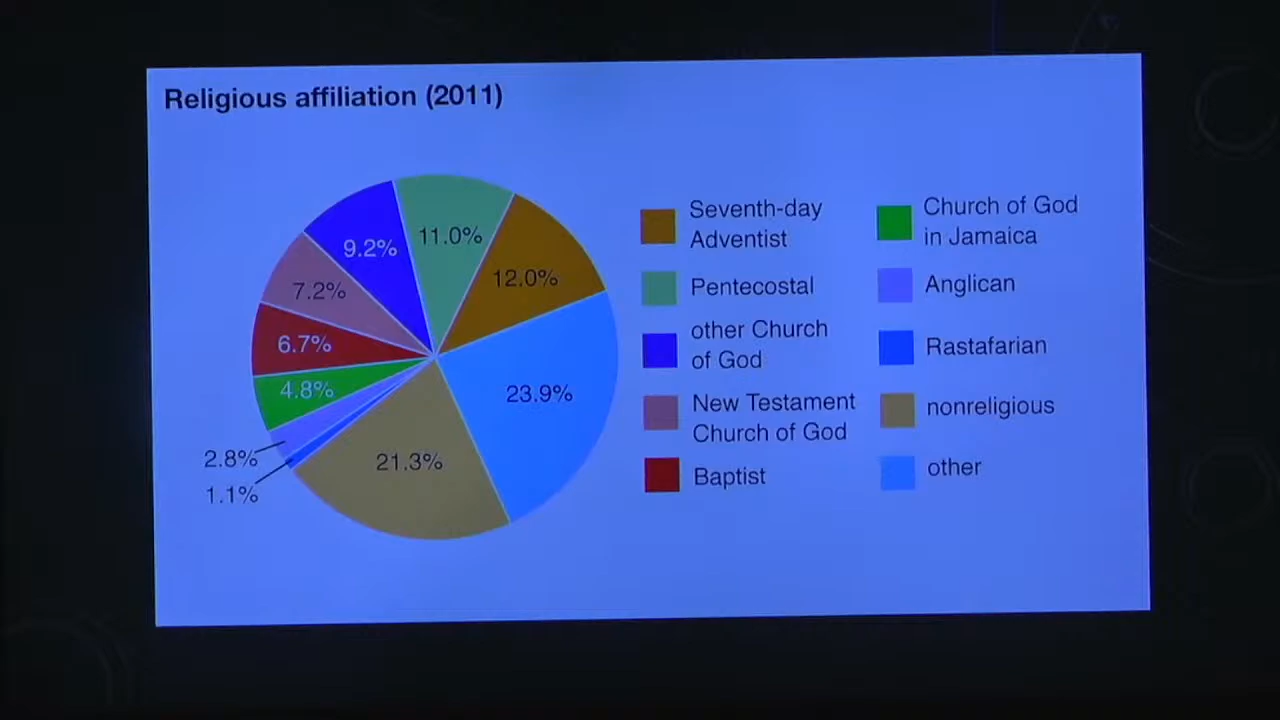 Religious affiliation (2011)
11.0%
12.0%
9.2%
7.2%
6.7%
4.8%
2.8%
1.1%
21.3%
23.9%
Seventh-day
Adventist
Pentecostal
other Church
of God
New Testament
Church of God
Baptist
Church of God
in Jamaica
Anglican
Rastafarian
nonreligious
other